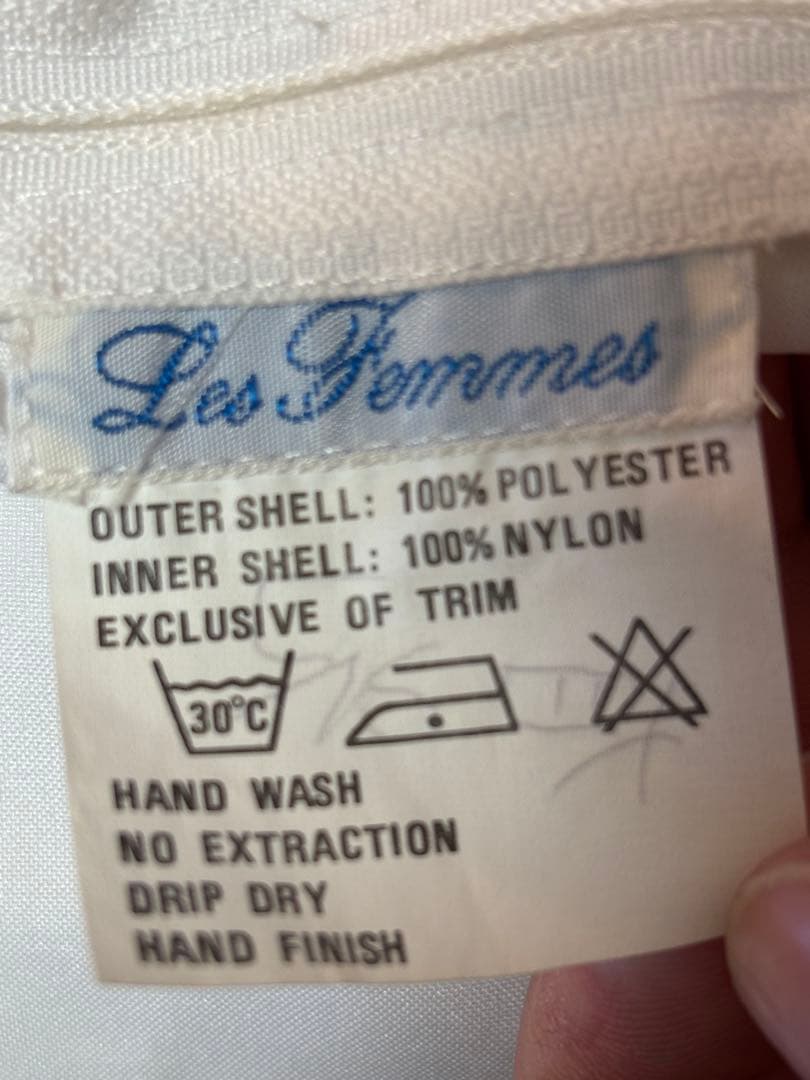 Les Femmes
OUTER SHELL: 100% POLYESTER
INNER SHELL: 100% NYLON
EXCLUSIVE OF TRIM
30°C
HAND WASH
NO EXTRACTION
DRIP DRY
HAND FINISH